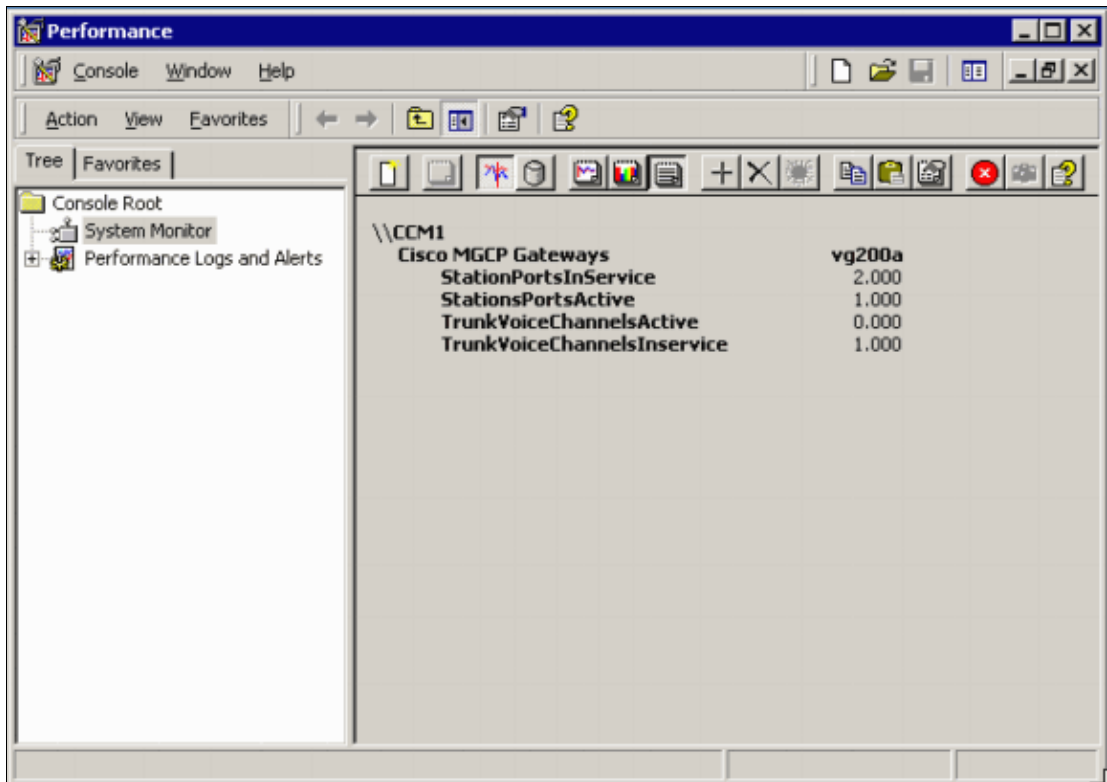 Performance
Console Window Help
Action View Favorites
Tree Favorites
Console Root
System Monitor
Performance Logs and Alerts
\\CCM1
Cisco MGCP Gateways vg200a
StationPortsInService 2.000
StationsPortsActive 1.000
TrunkVoiceChannelsActive 0.000
TrunkVoiceChannelsInservice 1.000